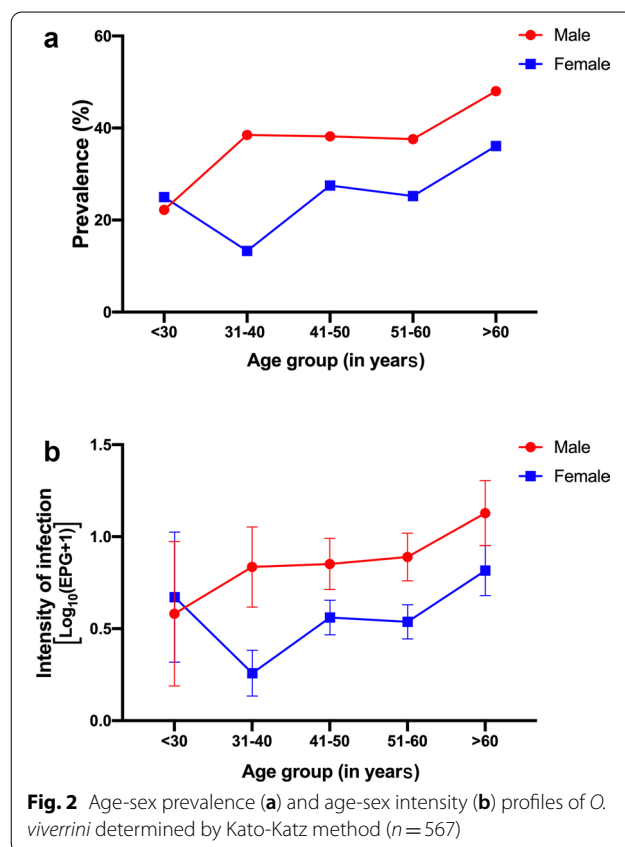 a
60
40
20
0
Prevalence (%)
Male
Female
<30 31-40 41-50 51-60 >60
Age group (in years)
b
1.5
1.0
0.5
0.0
Intensity of infection
[Log10(EPG+1)]
Male
Female
<30 31-40 41-50 51-60 >60
Age group (in years)
Fig. 2 Age-sex prevalence (a) and age-sex intensity (b) profiles of O.
viverrini determined by Kato-Katz method (n = 567)